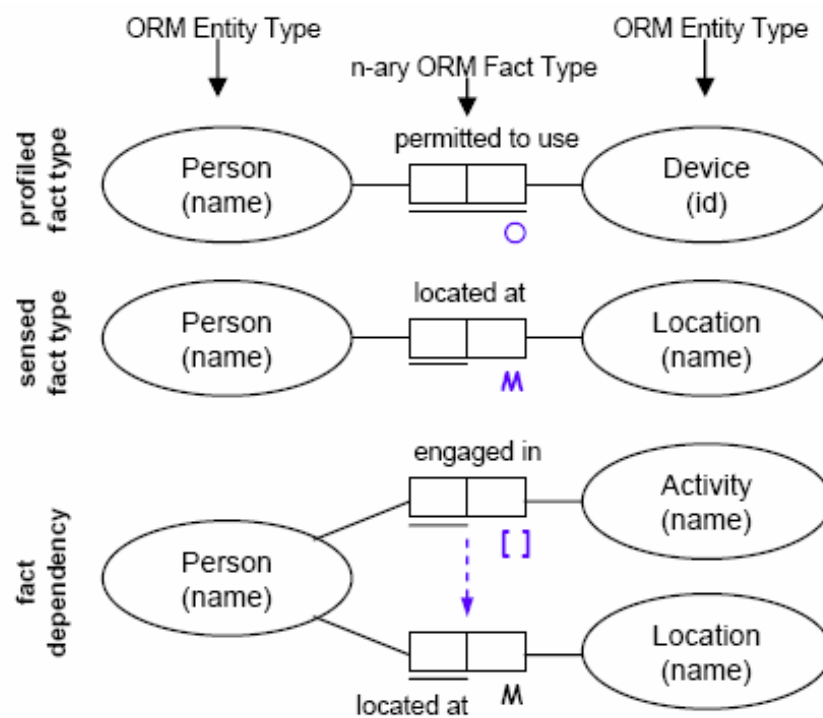 ORM Entity Type
ORM Entity Type
n-ary ORM Fact Type
profiled
fact type
Person
(name)
permitted to use
Device
(id)
sensed
fact type
Person
(name)
located at
M
Location
(name)
fact
dependency
Person
(name)
engaged in
[ ]
Activity
(name)
located at
M
Location
(name)